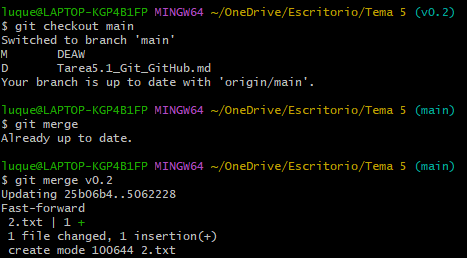 luque@LAPTOP-KGP4B1FP MINGW64 ~/OneDrive/Escritorio/Tema 5 (v0.2)
$ git checkout main
Switched to branch 'main'
M       DEAW
D       Tarea5.1_Git_GitHub.md
Your branch is up to date with 'origin/main'.

luque@LAPTOP-KGP4B1FP MINGW64 ~/OneDrive/Escritorio/Tema 5 (main)
$ git merge
Already up to date.

luque@LAPTOP-KGP4B1FP MINGW64 ~/OneDrive/Escritorio/Tema 5 (main)
$ git merge v0.2
Updating 25b06b4..5062228
Fast-forward
 2.txt | 1 +
 1 file changed, 1 insertion(+)
 create mode 100644 2.txt